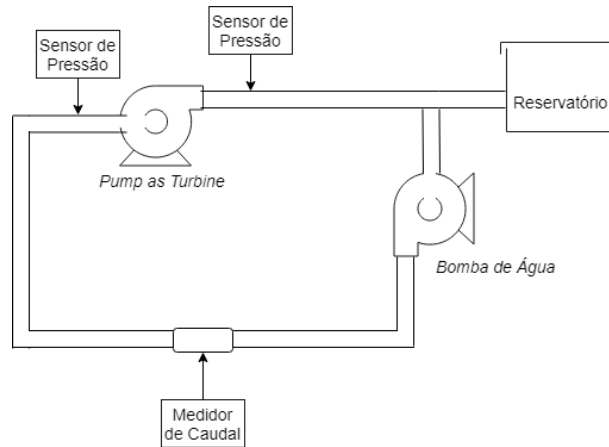 Sensor de
Pressão
Sensor de
Pressão
Reservatório
Pump as Turbine
Bomba de Água
Medidor
de Caudal